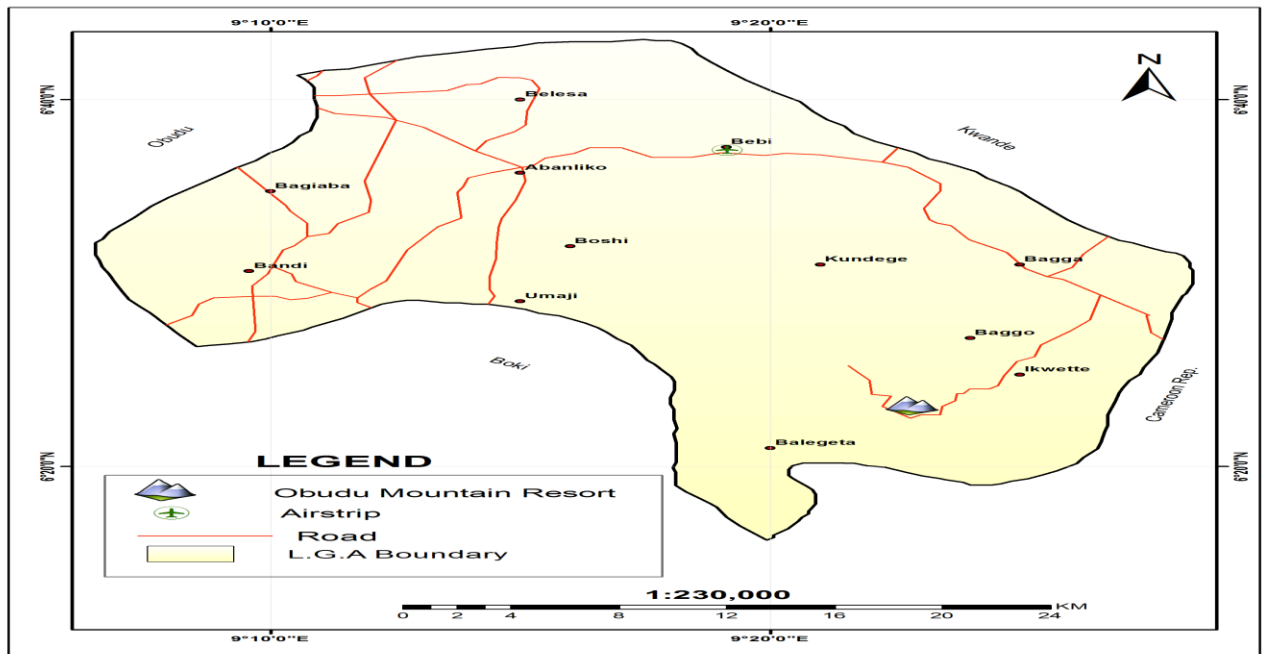 9°10'0"E 9°20'0"E
N
6°40'0"N 6°40'0"N
Belesa
Obudu Kwande
Bebi
Abanliko
Bagiaba
Boshi
Bandi Kundege Bagga
Umaji
Baggo
Boki
Ikwette
Cameroon Rep.
Balegeta
6°20'0"N 6°20'0"N
LEGEND
Obudu Mountain Resort
Airstrip
Road
L.G.A Boundary
1:230,000
KM
0 2 4 8 12 16 20 24
9°10'0"E 9°20'0"E